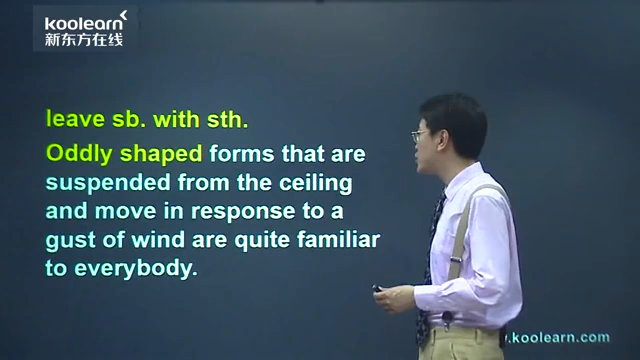 koolearn
新东方在线
leave sb. with sth.
Oddly shaped forms that are
suspended from the ceiling
and move in response to a
gust of wind are quite familiar
to everybody.
.koolearn.com